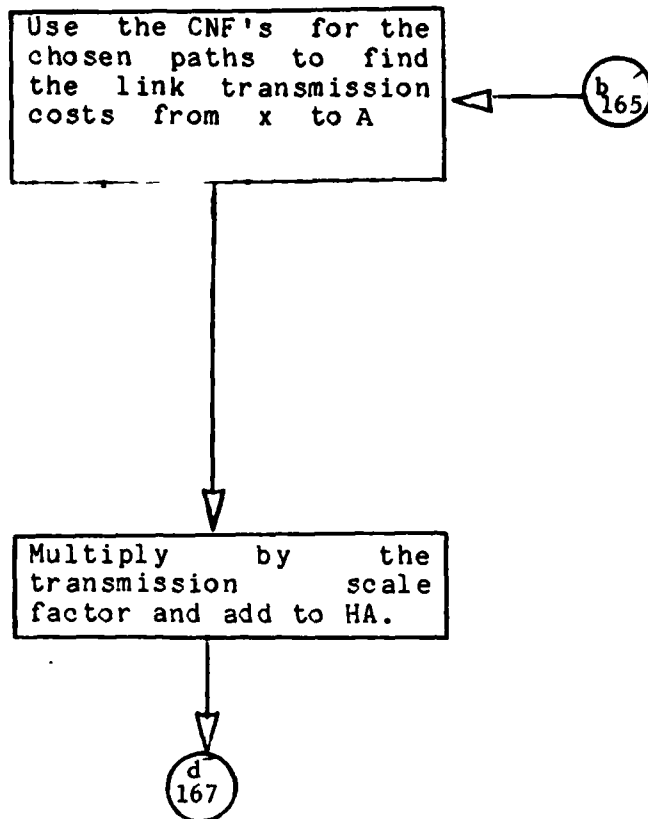 Use the CNF's for the
chosen paths to find
the link transmission
costs from x to A
b
165
Multiply by the
transmission scale
factor and add to HA.
d
167